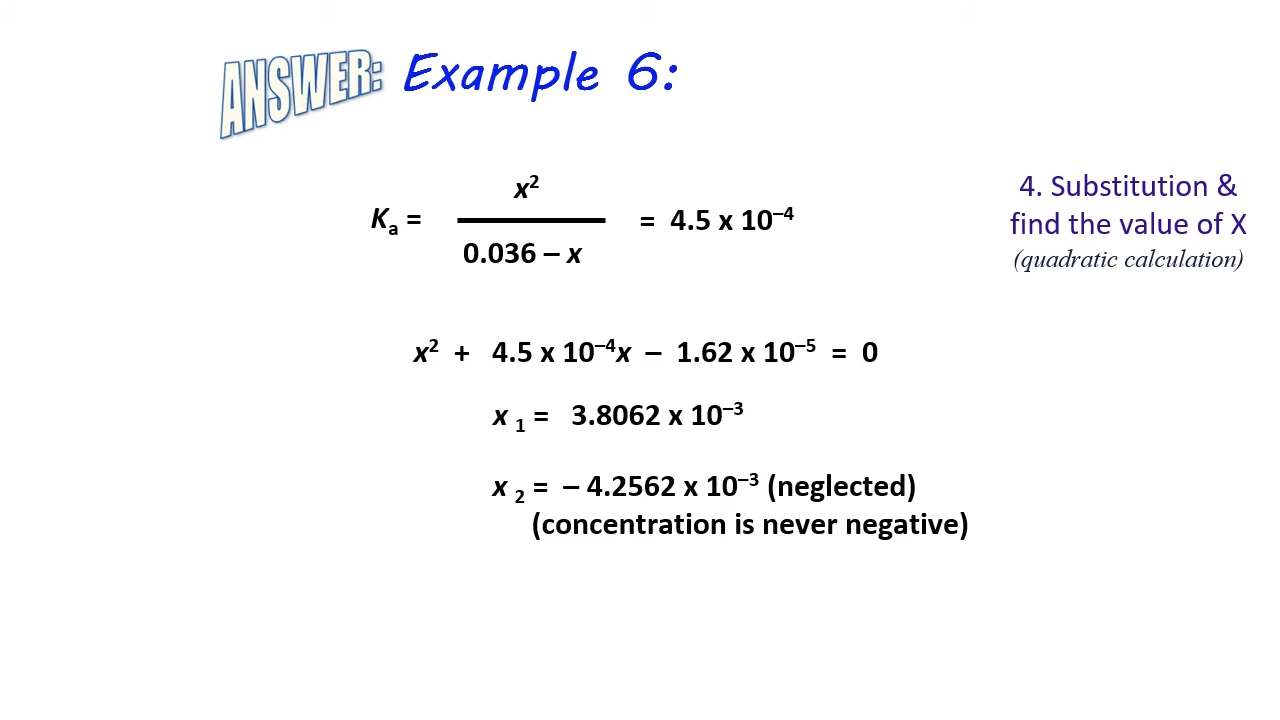 ANSWER: Example 6:
4. Substitution &
find the value of X
(quadratic calculation)
x²
Kₐ = = 4.5 x 10⁻⁴
0.036 – x
x² + 4.5 x 10⁻⁴x – 1.62 x 10⁻⁵ = 0
x ₁ = 3.8062 x 10⁻³
x ₂ = – 4.2562 x 10⁻³ (neglected)
(concentration is never negative)